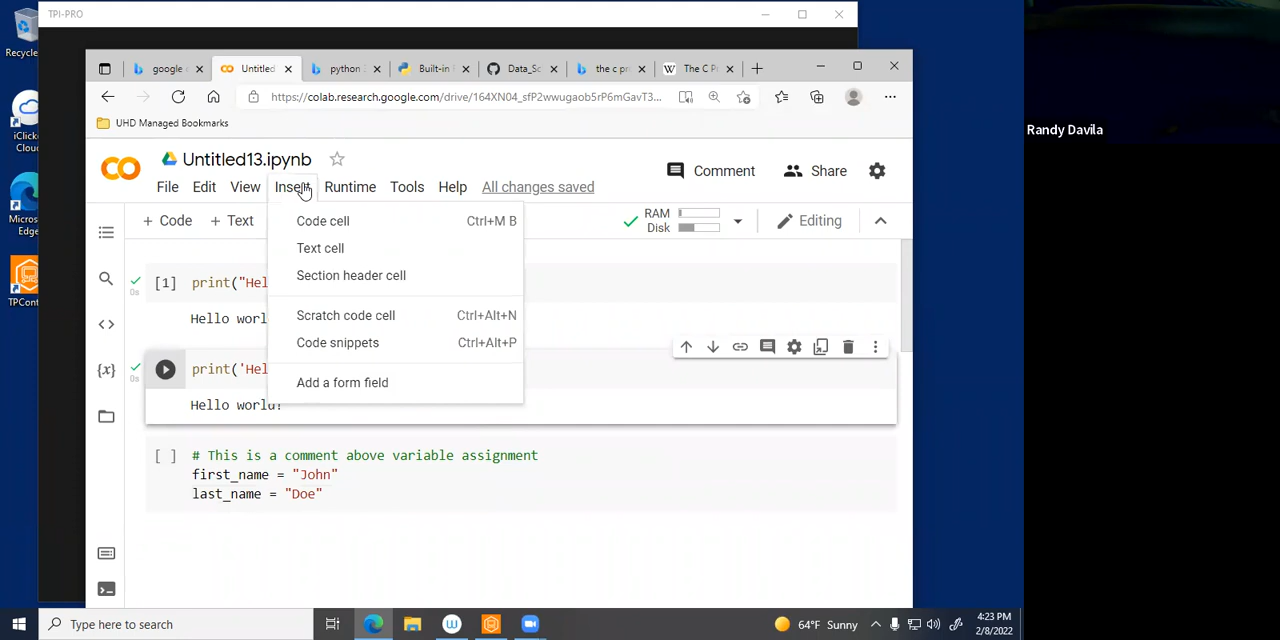 TPI-PRO
Recycle
google
Untitled
python
Built-in
Data_Sc
the c pr
The C P
https://colab.research.google.com/drive/164XN04_sfP2wwugaob5rP6mGavT3...
UHD Managed Bookmarks
Randy Davila
iClicke
Clou
Untitled13.ipynb
Comment
Share
File Edit View Insert Runtime Tools Help All changes saved
+ Code + Text
RAM
Disk
Editing
Micros
Edge
TPCont
Code cell Ctrl+M B
Text cell
Section header cell
Scratch code cell Ctrl+Alt+N
Code snippets Ctrl+Alt+P
Add a form field
[1] print("Hel
0s
Hello worl
{x}
print('Hel
0s
Hello world!
[ ] # This is a comment above variable assignment
first_name = "John"
last_name = "Doe"
Type here to search
64°F Sunny
4:23 PM
2/8/2022